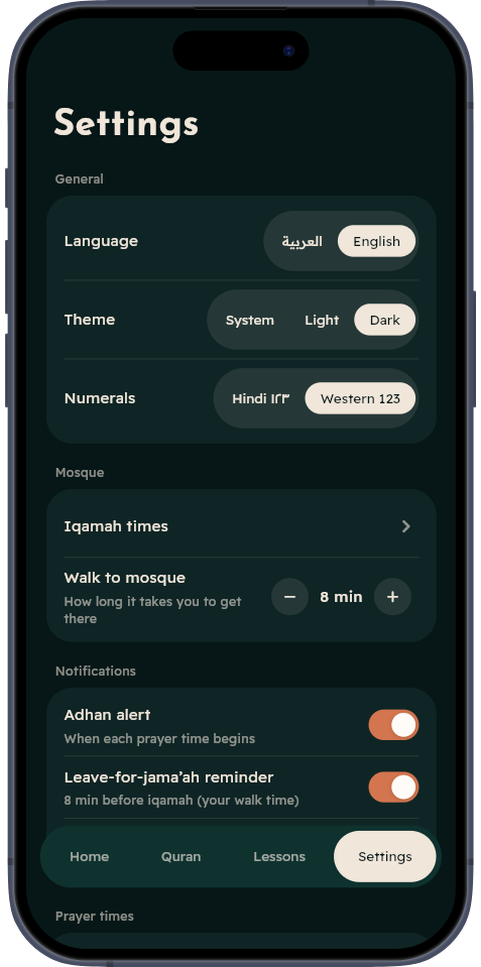 Settings
General
Language
العربية
English
Theme
System
Light
Dark
Numerals
Hindi ١٢٣
Western 123
Mosque
Iqamah times
Walk to mosque
How long it takes you to get
there
− 8 min +
Notifications
Adhan alert
When each prayer time begins
Leave-for-jama’ah reminder
8 min before iqamah (your walk time)
Home
Quran
Lessons
Settings
Prayer times